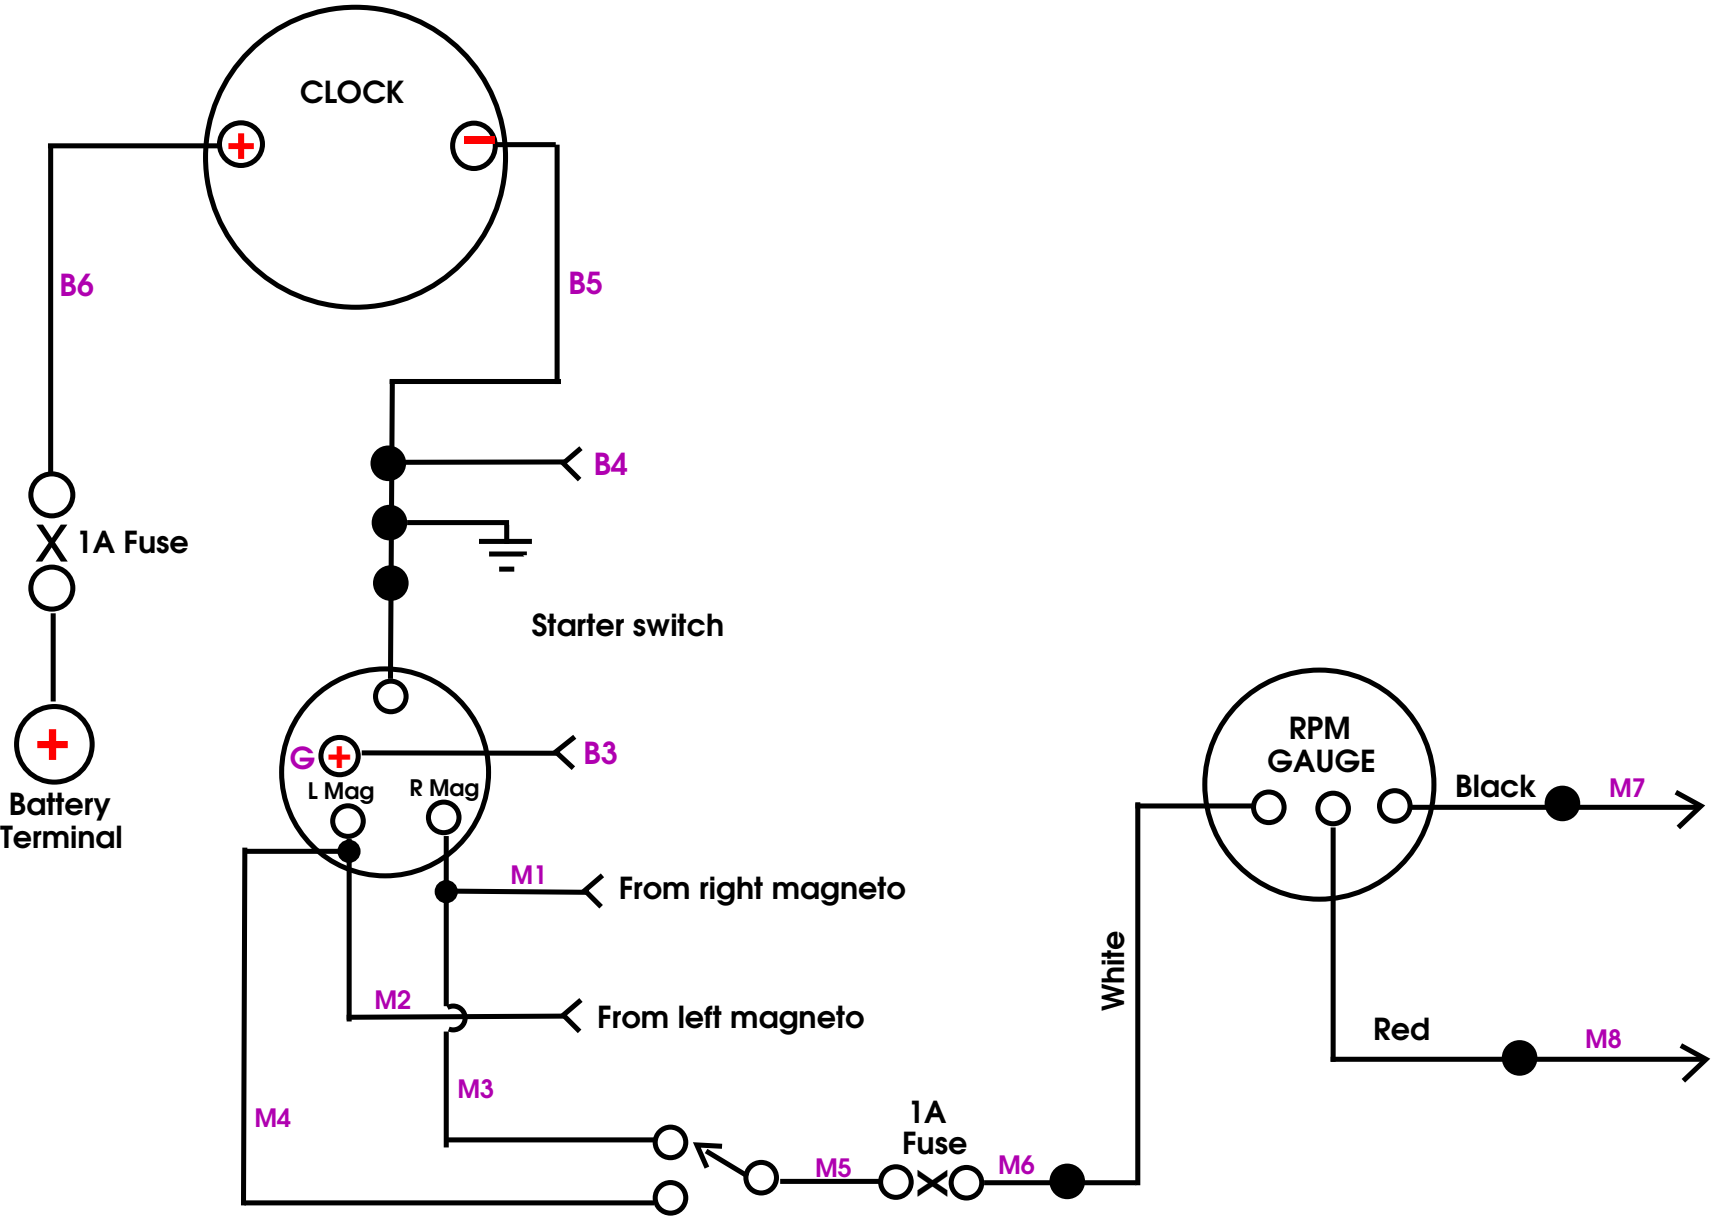 CLOCK
+
−
B6
B5
B4
X 1A Fuse
Starter switch
+
Battery
Terminal
G + B3
L Mag
R Mag
M1
From right magneto
M2
From left magneto
M3
M4
M5
1A
Fuse
M6
White
RPM
GAUGE
Black
M7
Red
M8